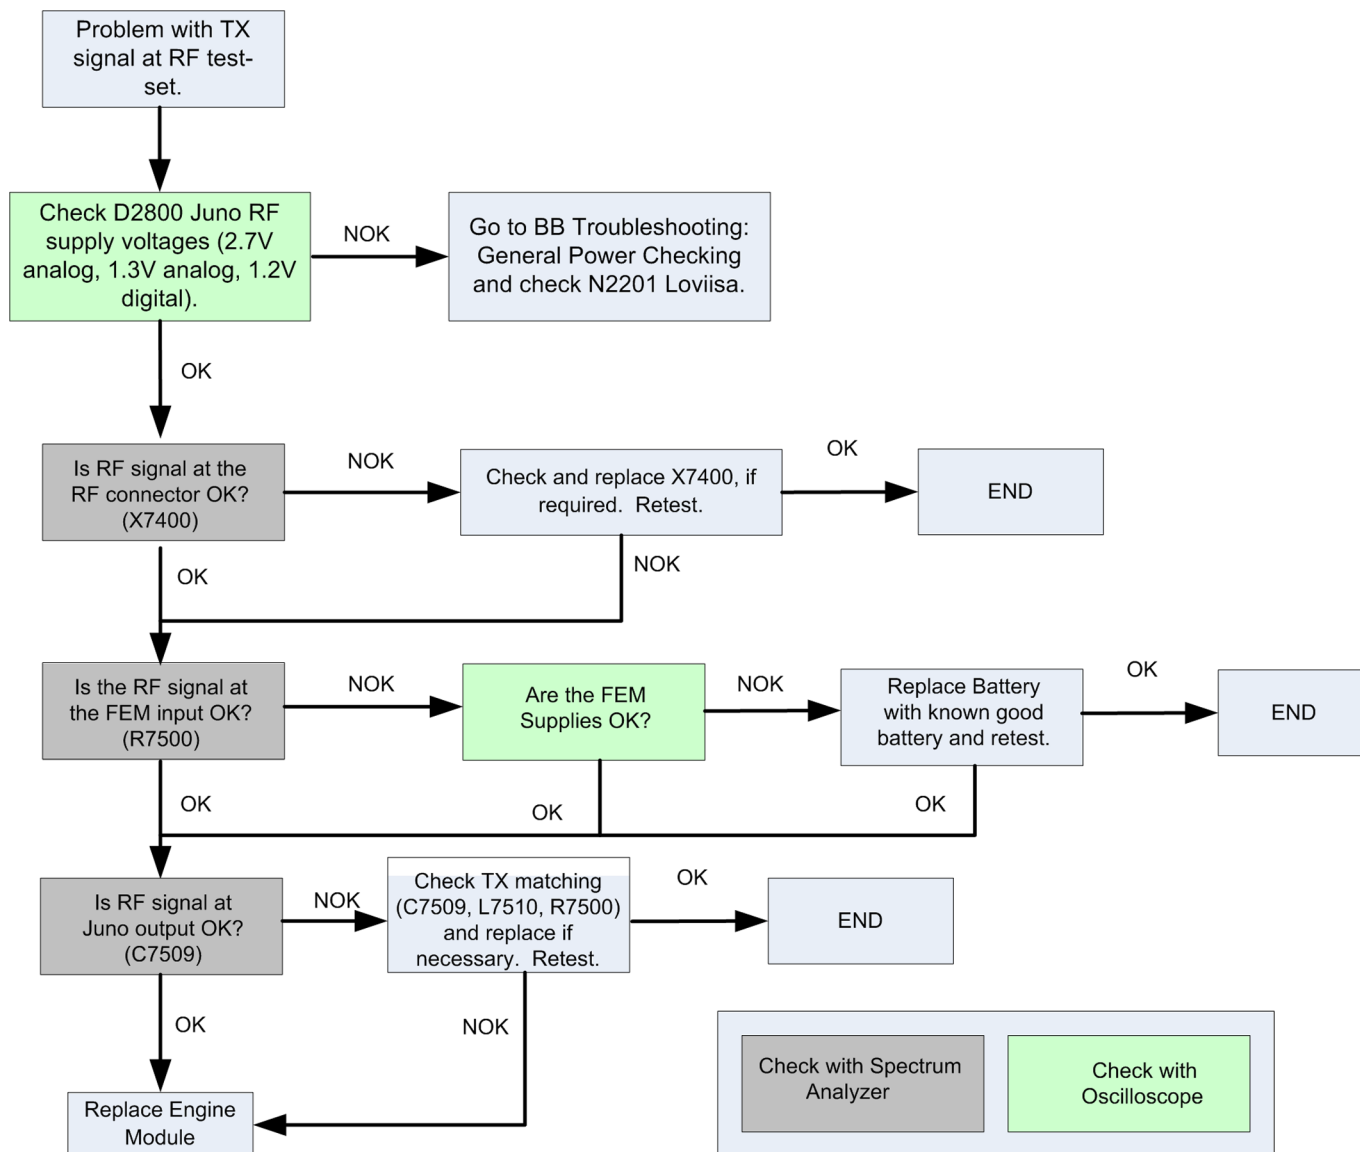 Problem with TX
signal at RF test-
set.
Check D2800 Juno RF
supply voltages (2.7V
analog, 1.3V analog, 1.2V
digital).
NOK
Go to BB Troubleshooting:
General Power Checking
and check N2201 Loviisa.
OK
Is RF signal at the
RF connector OK?
(X7400)
NOK
Check and replace X7400, if
required.  Retest.
OK
END
OK
NOK
Is the RF signal at
the FEM input OK?
(R7500)
NOK
Are the FEM
Supplies OK?
NOK
Replace Battery
with known good
battery and retest.
OK
END
OK
OK
OK
Is RF signal at
Juno output OK?
(C7509)
NOK
Check TX matching
(C7509, L7510, R7500)
and replace if
necessary.  Retest.
OK
END
OK
NOK
Replace Engine
Module
Check with Spectrum
Analyzer
Check with
Oscilloscope